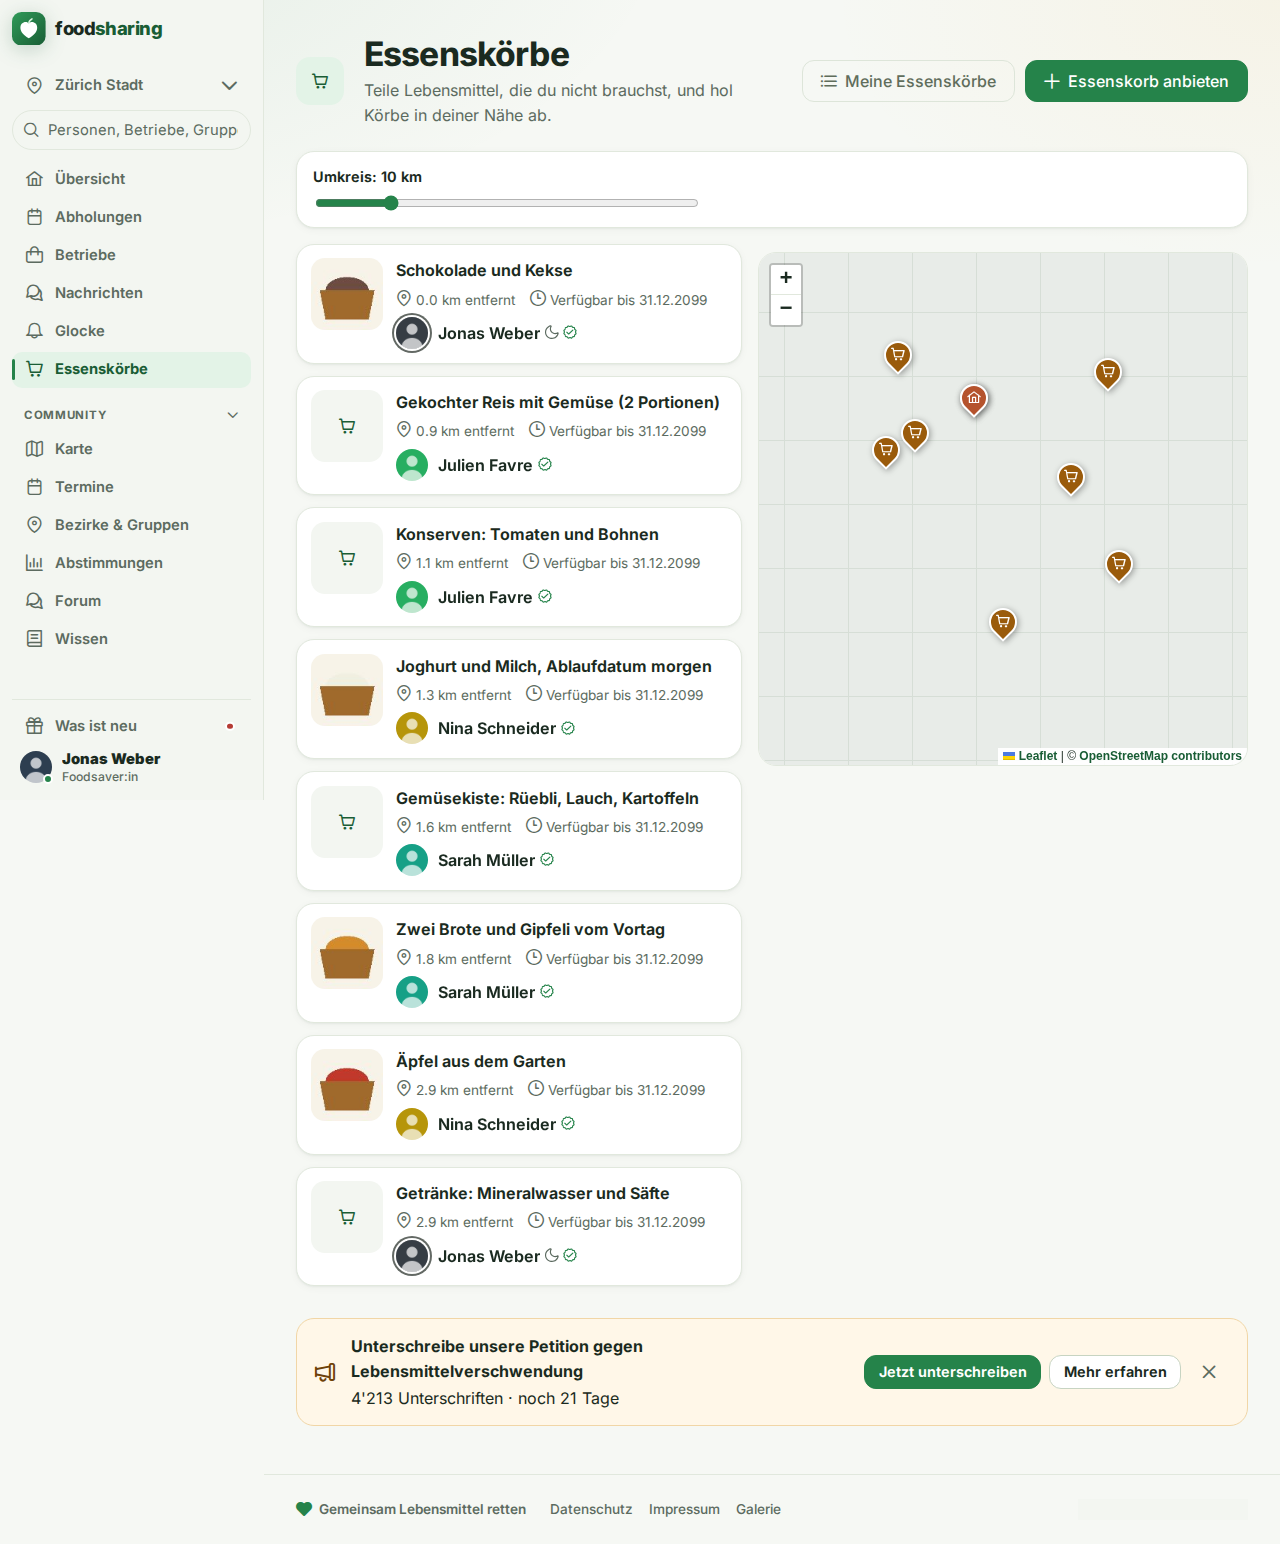 foodsharing
Zürich Stadt
Personen, Betriebe, Grupp
Übersicht
Abholungen
Betriebe
Nachrichten
Glocke
Essenskörbe
COMMUNITY
Karte
Termine
Bezirke & Gruppen
Abstimmungen
Forum
Wissen
Was ist neu
Jonas Weber
Foodsaver:in
Essenskörbe
Teile Lebensmittel, die du nicht brauchst, und hol
Körbe in deiner Nähe ab.
Meine Essenskörbe
Essenskorb anbieten
Umkreis: 10 km
Schokolade und Kekse
0.0 km entfernt Verfügbar bis 31.12.2099
Jonas Weber
Gekochter Reis mit Gemüse (2 Portionen)
0.9 km entfernt Verfügbar bis 31.12.2099
Julien Favre
Konserven: Tomaten und Bohnen
1.1 km entfernt Verfügbar bis 31.12.2099
Julien Favre
Joghurt und Milch, Ablaufdatum morgen
1.3 km entfernt Verfügbar bis 31.12.2099
Nina Schneider
Gemüsekiste: Rüebli, Lauch, Kartoffeln
1.6 km entfernt Verfügbar bis 31.12.2099
Sarah Müller
Zwei Brote und Gipfeli vom Vortag
1.8 km entfernt Verfügbar bis 31.12.2099
Sarah Müller
Äpfel aus dem Garten
2.9 km entfernt Verfügbar bis 31.12.2099
Nina Schneider
Getränke: Mineralwasser und Säfte
2.9 km entfernt Verfügbar bis 31.12.2099
Jonas Weber
+
−
Leaflet | © OpenStreetMap contributors
Unterschreibe unsere Petition gegen
Lebensmittelverschwendung
4'213 Unterschriften · noch 21 Tage
Jetzt unterschreiben
Mehr erfahren
Gemeinsam Lebensmittel retten
Datenschutz
Impressum
Galerie